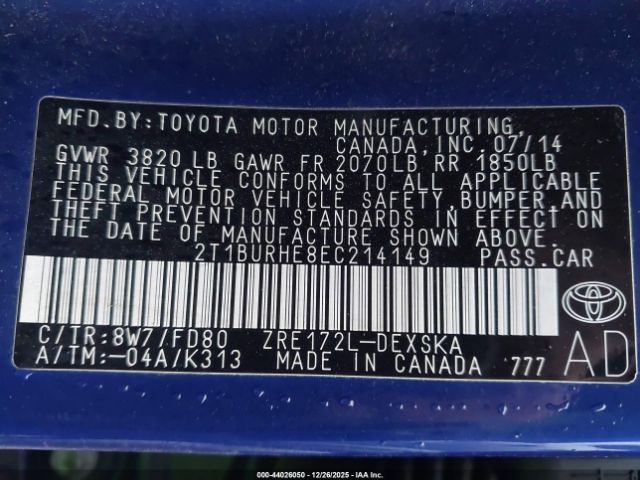 MFD. BY: TOYOTA MOTOR MANUFACTURING,
CANADA, INC. 07/14
GVWR 3820 LB GAWR FR 2070LB, RR 1850LB
THIS VEHICLE CONFORMS TO ALL APPLICABLE
FEDERAL MOTOR VEHICLE SAFETY, BUMPER, AND
THEFT PREVENTION STANDARDS IN EFFECT ON
THE DATE OF MANUFACTURE SHOWN ABOVE.
2T1BURHE8EC214149 PASS. CAR
C/TR: 8W7/FD80 ZRE172L-DEXSKA
A/TM: -04A/K313 MADE IN CANADA 777 AD
000-44026050 - 12/26/2025 - IAA Inc.